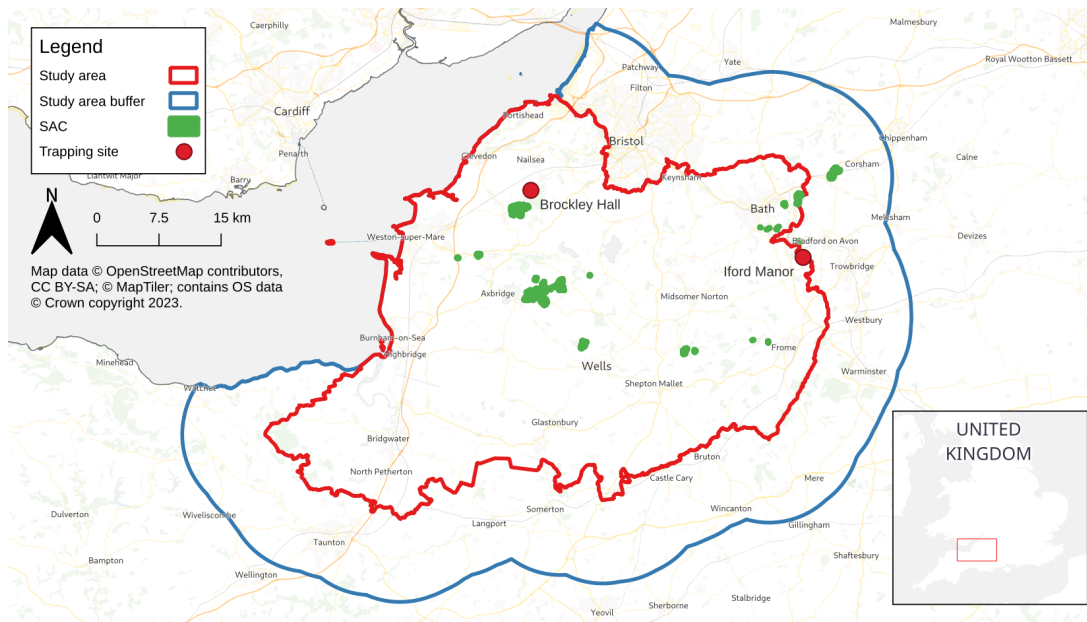 Legend
Study area
Study area buffer
SAC
Trapping site
N
0 7.5 15 km
Map data © OpenStreetMap contributors,
CC BY-SA; © MapTiler; contains OS data
© Crown copyright 2023.
Caerphilly
Malmesbury
Patchway
Yate
Royal Wootton Bassett
Filton
Cardiff
Portishead
Bristol
Chippenham
Penarth
Clevedon
Nailsea
Calne
Corsham
Llantwit Major
Barry
Keynsham
Brockley Hall
Bath
Melksham
Weston-super-Mare
Bradford on Avon
Devizes
Iford Manor
Trowbridge
Axbridge
Midsomer Norton
Westbury
Burnham-on-Sea
Highbridge
Minehead
Frome
Wells
Warminster
Watchet
Shepton Mallet
Glastonbury
UNITED
KINGDOM
Bridgwater
Bruton
North Petherton
Castle Cary
Mere
Dulverton
Wiveliscombe
Somerton
Wincanton
Langport
Gillingham
Taunton
Shaftesbury
Bampton
Wellington
Stalbridge
Sherborne
Yeovil